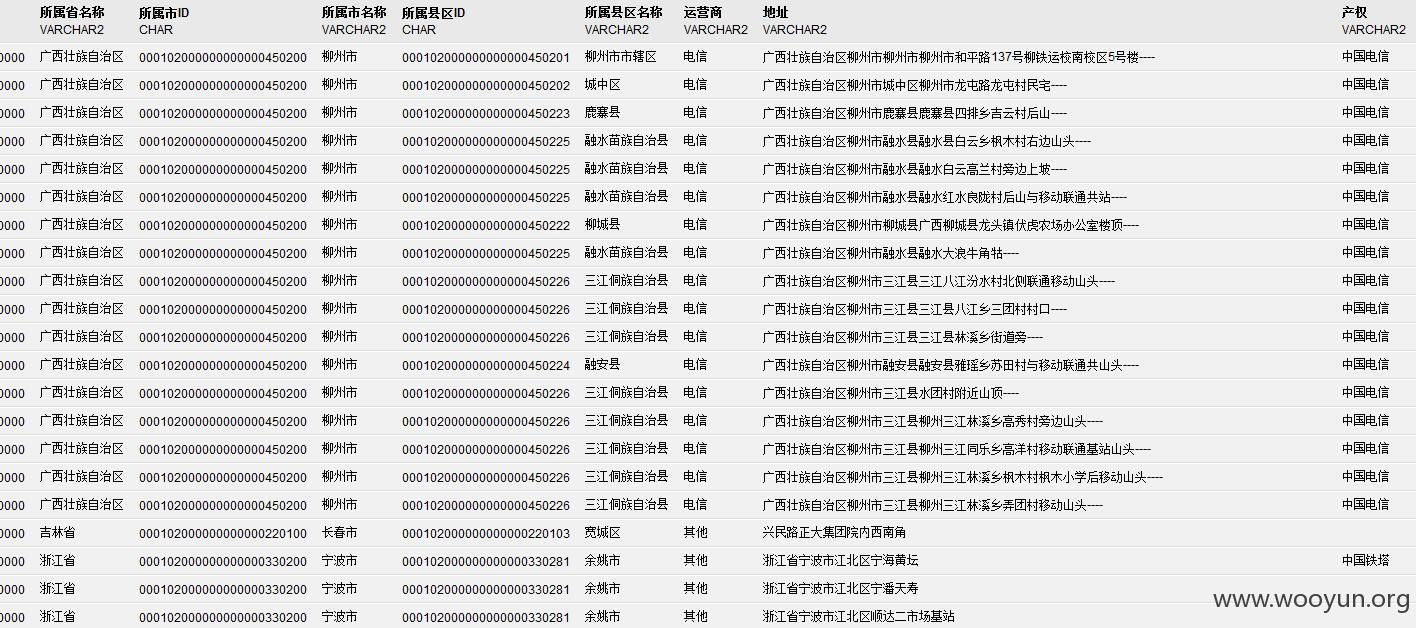 所属省名称 所属市ID 所属市名称 所属县区ID 所属县区名称 运营商 地址 产权
VARCHAR2 CHAR VARCHAR2 CHAR VARCHAR2 VARCHAR2 VARCHAR2 VARCHAR2
0000 广西壮族自治区 000102000000000000450200 柳州市 000102000000000000450201 柳州市市辖区 电信 广西壮族自治区柳州市柳州市柳州市和平路137号柳铁运校南校区5号楼---- 中国电信
0000 广西壮族自治区 000102000000000000450200 柳州市 000102000000000000450202 城中区 电信 广西壮族自治区柳州市城中区柳州市龙屯路龙屯村民宅---- 中国电信
0000 广西壮族自治区 000102000000000000450200 柳州市 000102000000000000450223 鹿寨县 电信 广西壮族自治区柳州市鹿寨县鹿寨县四排乡吉云村后山---- 中国电信
0000 广西壮族自治区 000102000000000000450200 柳州市 000102000000000000450225 融水苗族自治县 电信 广西壮族自治区柳州市融水县融水县白云乡枫木村右边山头---- 中国电信
0000 广西壮族自治区 000102000000000000450200 柳州市 000102000000000000450225 融水苗族自治县 电信 广西壮族自治区柳州市融水县融水白云高兰村旁边上坡---- 中国电信
0000 广西壮族自治区 000102000000000000450200 柳州市 000102000000000000450225 融水苗族自治县 电信 广西壮族自治区柳州市融水县融水红水良陇村后山与移动联通共站---- 中国电信
0000 广西壮族自治区 000102000000000000450200 柳州市 000102000000000000450222 柳城县 电信 广西壮族自治区柳州市柳城县广西柳城县龙头镇伏虎农场办公室楼顶---- 中国电信
0000 广西壮族自治区 000102000000000000450200 柳州市 000102000000000000450225 融水苗族自治县 电信 广西壮族自治区柳州市融水县融水大浪牛角牯---- 中国电信
0000 广西壮族自治区 000102000000000000450200 柳州市 000102000000000000450226 三江侗族自治县 电信 广西壮族自治区柳州市三江县三江八江汾水村北侧联通移动山头---- 中国电信
0000 广西壮族自治区 000102000000000000450200 柳州市 000102000000000000450226 三江侗族自治县 电信 广西壮族自治区柳州市三江县三江县八江乡三团村村口---- 中国电信
0000 广西壮族自治区 000102000000000000450200 柳州市 000102000000000000450226 三江侗族自治县 电信 广西壮族自治区柳州市三江县三江县林溪乡街道旁---- 中国电信
0000 广西壮族自治区 000102000000000000450200 柳州市 000102000000000000450224 融安县 电信 广西壮族自治区柳州市融安县融安县雅瑶乡苏田村与移动联通共山头---- 中国电信
0000 广西壮族自治区 000102000000000000450200 柳州市 000102000000000000450226 三江侗族自治县 电信 广西壮族自治区柳州市三江县水团村附近山顶---- 中国电信
0000 广西壮族自治区 000102000000000000450200 柳州市 000102000000000000450226 三江侗族自治县 电信 广西壮族自治区柳州市三江县柳州三江林溪乡高秀村旁边山头---- 中国电信
0000 广西壮族自治区 000102000000000000450200 柳州市 000102000000000000450226 三江侗族自治县 电信 广西壮族自治区柳州市三江县柳州三江同乐乡高洋村移动联通基站山头---- 中国电信
0000 广西壮族自治区 000102000000000000450200 柳州市 000102000000000000450226 三江侗族自治县 电信 广西壮族自治区柳州市三江县柳州三江林溪乡枫木村枫木小学后移动山头---- 中国电信
0000 广西壮族自治区 000102000000000000450200 柳州市 000102000000000000450226 三江侗族自治县 电信 广西壮族自治区柳州市三江县柳州三江林溪乡弄团村移动山头---- 中国电信
0000 吉林省 000102000000000000220100 长春市 000102000000000000220103 宽城区 其他 兴民路正大集团院内西南角
0000 浙江省 000102000000000000330200 宁波市 000102000000000000330281 余姚市 其他 浙江省宁波市江北区宁海黄坛 中国铁塔
0000 浙江省 000102000000000000330200 宁波市 000102000000000000330281 余姚市 其他 浙江省宁波市江北区宁潘天寿
0000 浙江省 000102000000000000330200 宁波市 000102000000000000330281 余姚市 其他 浙江省宁波市江北区顺达二市场基站
www.wooyun.org